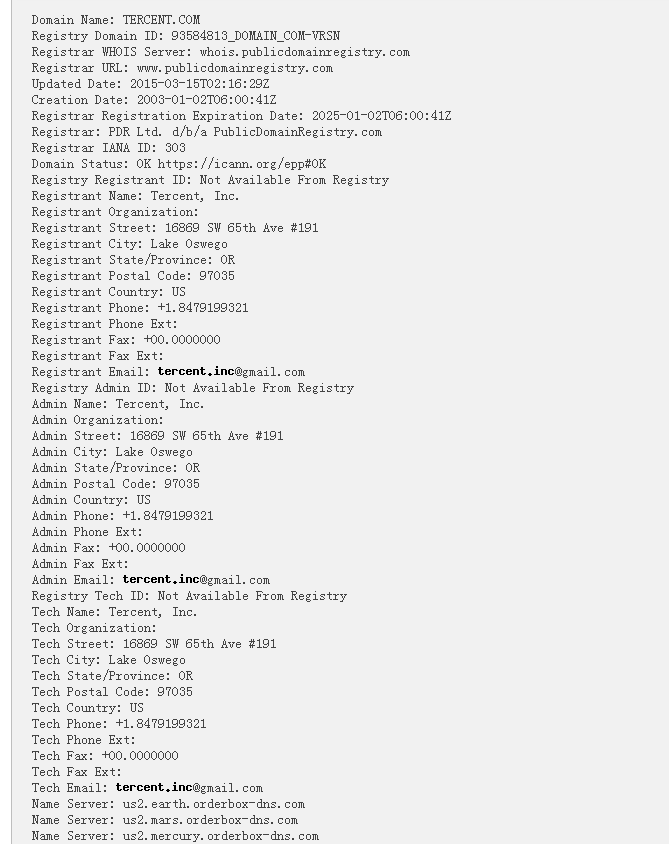 Domain Name: TERCENT.COM
Registry Domain ID: 93584813_DOMAIN_COM-VRSN
Registrar WHOIS Server: whois.publicdomainregistry.com
Registrar URL: www.publicdomainregistry.com
Updated Date: 2015-03-15T02:16:29Z
Creation Date: 2003-01-02T06:00:41Z
Registrar Registration Expiration Date: 2025-01-02T06:00:41Z
Registrar: PDR Ltd. d/b/a PublicDomainRegistry.com
Registrar IANA ID: 303
Domain Status: OK https://icann.org/epp#OK
Registry Registrant ID: Not Available From Registry
Registrant Name: Tercent, Inc.
Registrant Organization:
Registrant Street: 16869 SW 65th Ave #191
Registrant City: Lake Oswego
Registrant State/Province: OR
Registrant Postal Code: 97035
Registrant Country: US
Registrant Phone: +1.8479199321
Registrant Phone Ext:
Registrant Fax: +00.0000000
Registrant Fax Ext:
Registrant Email: tercent.inc@gmail.com
Registry Admin ID: Not Available From Registry
Admin Name: Tercent, Inc.
Admin Organization:
Admin Street: 16869 SW 65th Ave #191
Admin City: Lake Oswego
Admin State/Province: OR
Admin Postal Code: 97035
Admin Country: US
Admin Phone: +1.8479199321
Admin Phone Ext:
Admin Fax: +00.0000000
Admin Fax Ext:
Admin Email: tercent.inc@gmail.com
Registry Tech ID: Not Available From Registry
Tech Name: Tercent, Inc.
Tech Organization:
Tech Street: 16869 SW 65th Ave #191
Tech City: Lake Oswego
Tech State/Province: OR
Tech Postal Code: 97035
Tech Country: US
Tech Phone: +1.8479199321
Tech Phone Ext:
Tech Fax: +00.0000000
Tech Fax Ext:
Tech Email: tercent.inc@gmail.com
Name Server: us2.earth.orderbox-dns.com
Name Server: us2.mars.orderbox-dns.com
Name Server: us2.mercury.orderbox-dns.com